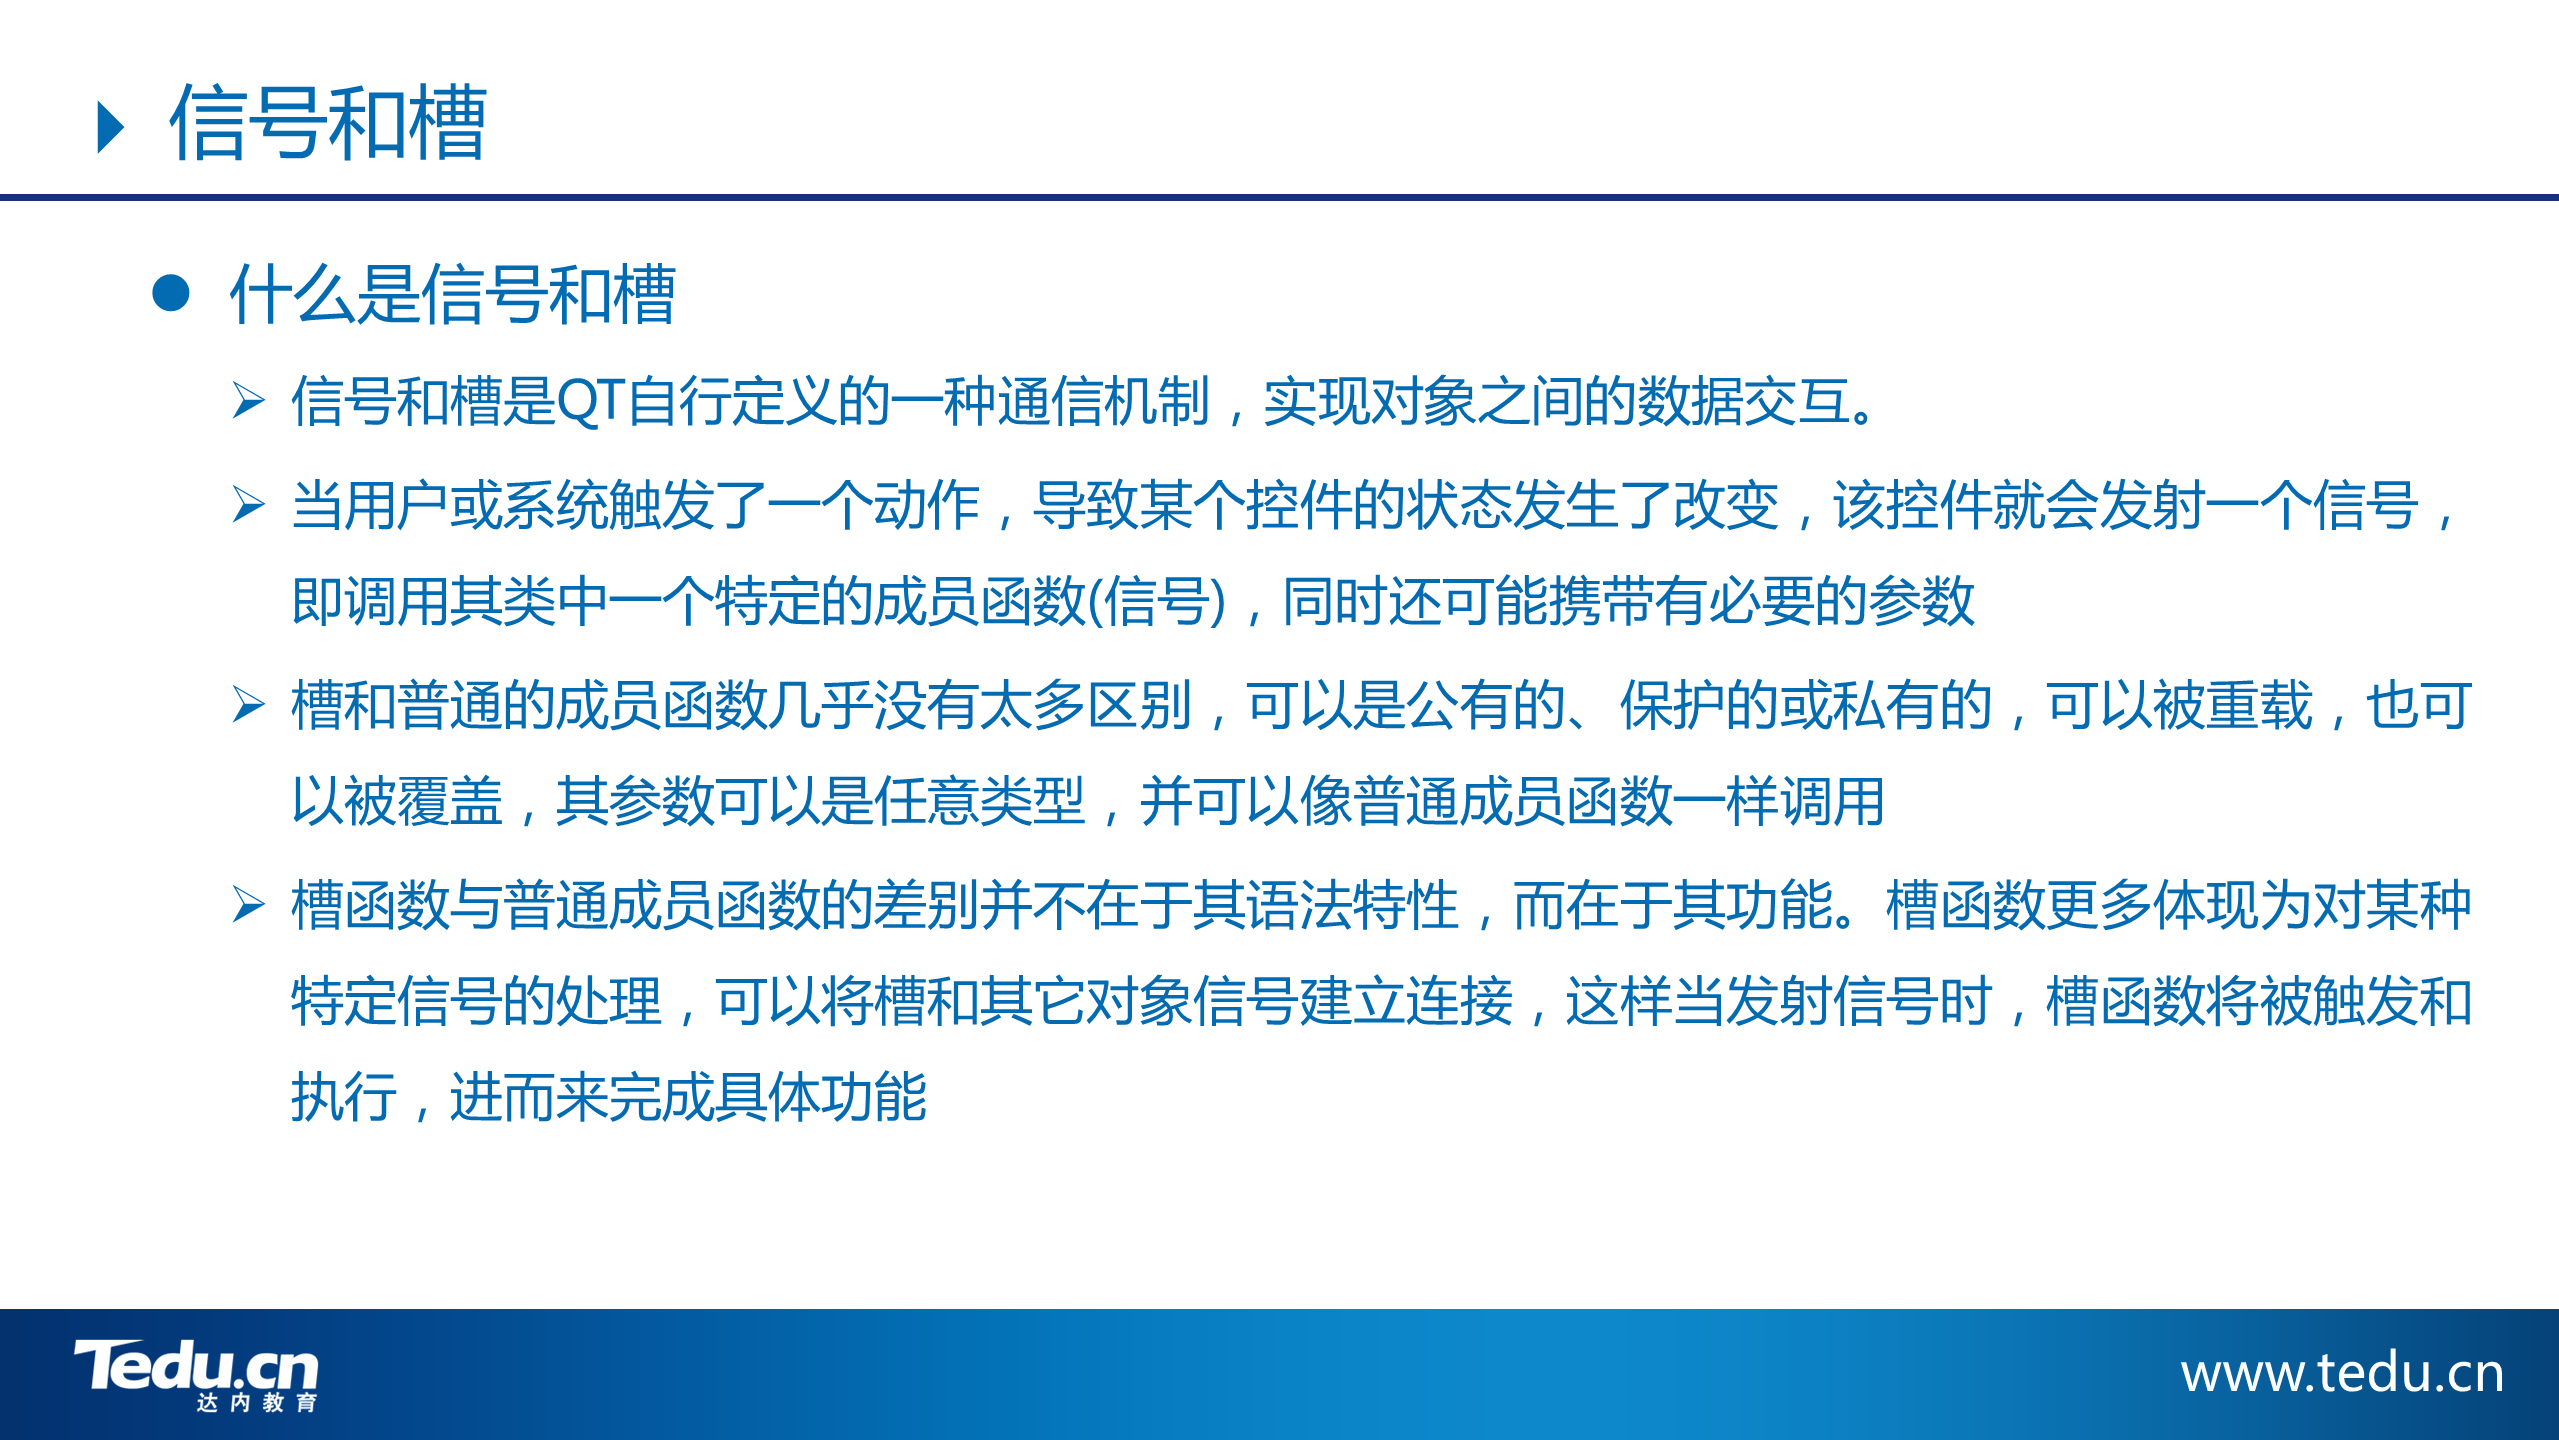 信号和槽
什么是信号和槽
信号和槽是QT自行定义的一种通信机制，实现对象之间的数据交互。
当用户或系统触发了一个动作，导致某个控件的状态发生了改变，该控件就会发射一个信号，
即调用其类中一个特定的成员函数(信号)，同时还可能携带有必要的参数
槽和普通的成员函数几乎没有太多区别，可以是公有的、保护的或私有的，可以被重载，也可
以被覆盖，其参数可以是任意类型，并可以像普通成员函数一样调用
槽函数与普通成员函数的差别并不在于其语法特性，而在于其功能。槽函数更多体现为对某种
特定信号的处理，可以将槽和其它对象信号建立连接，这样当发射信号时，槽函数将被触发和
执行，进而来完成具体功能
Tedu.cn
达内教育
www.tedu.cn